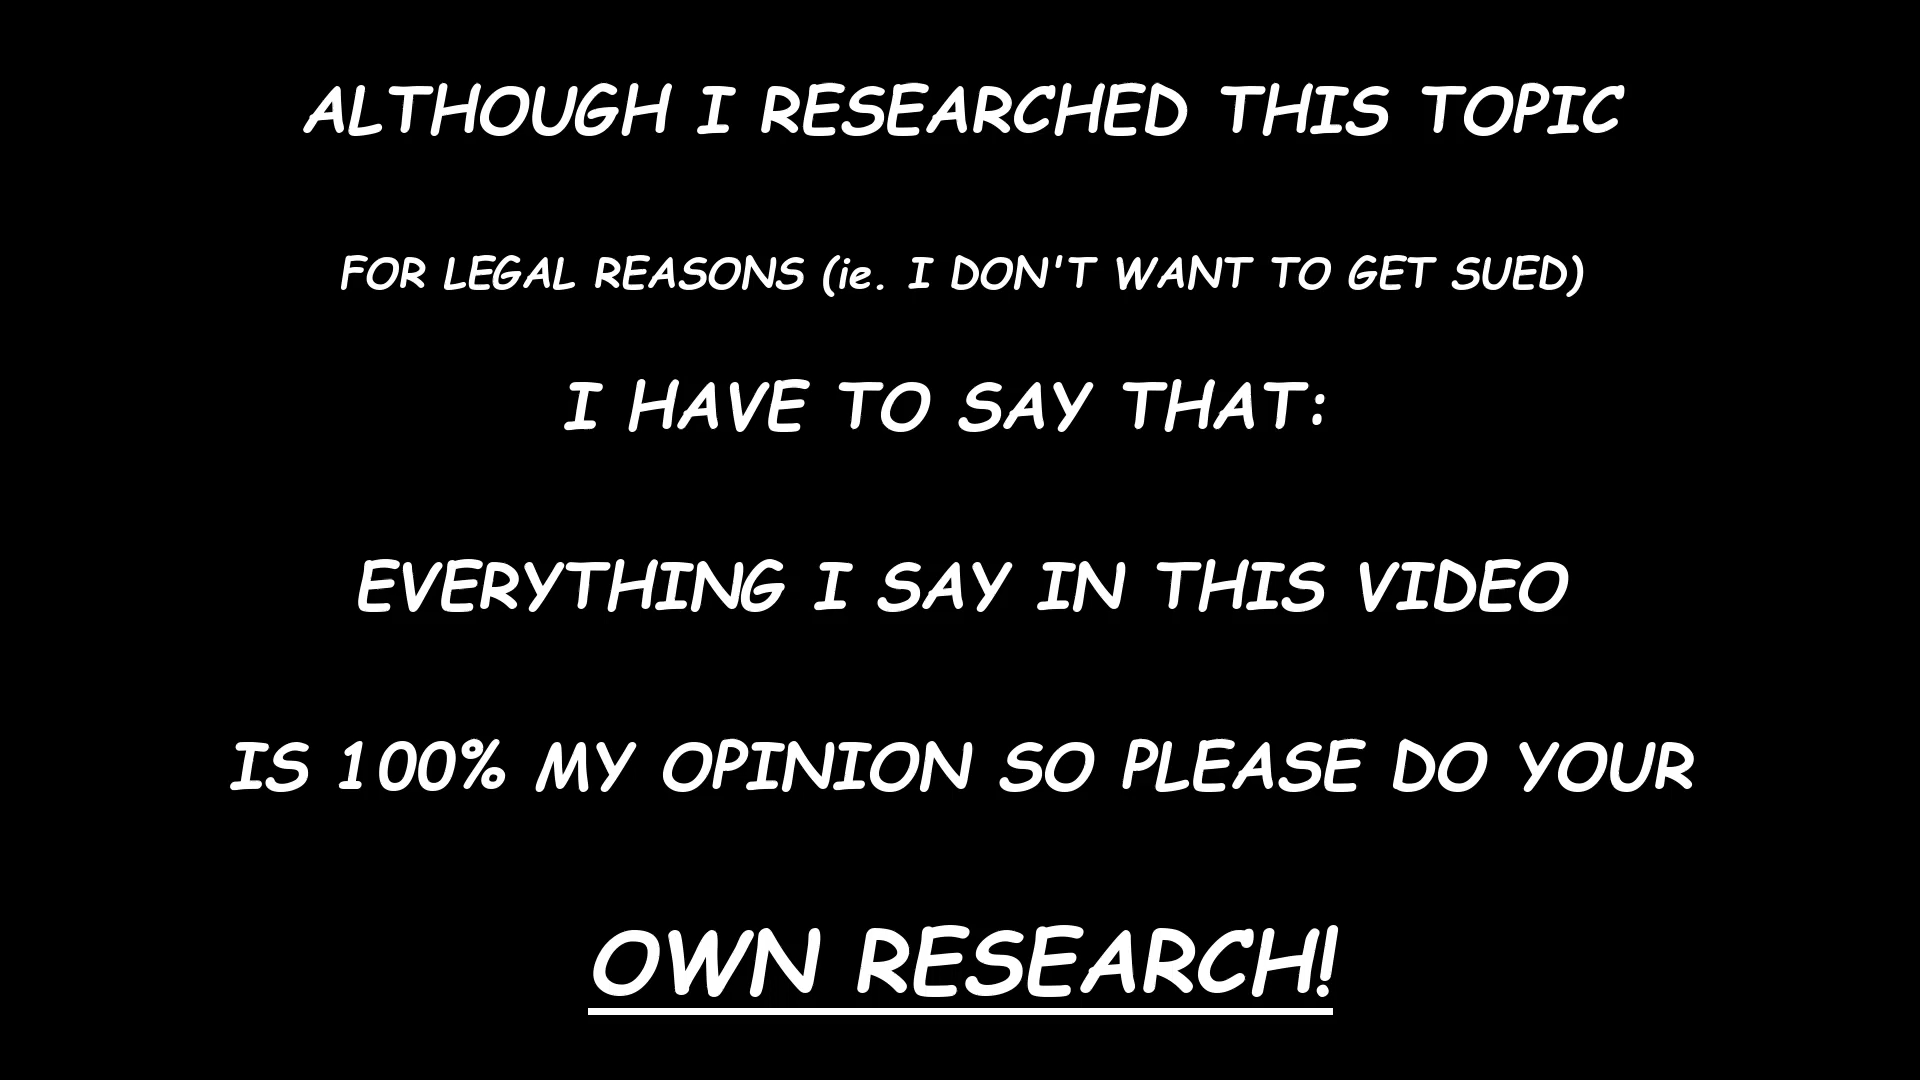 ALTHOUGH I RESEARCHED THIS TOPIC
FOR LEGAL REASONS (ie. I DON'T WANT TO GET SUED)
I HAVE TO SAY THAT:
EVERYTHING I SAY IN THIS VIDEO
IS 100% MY OPINION SO PLEASE DO YOUR
OWN RESEARCH!